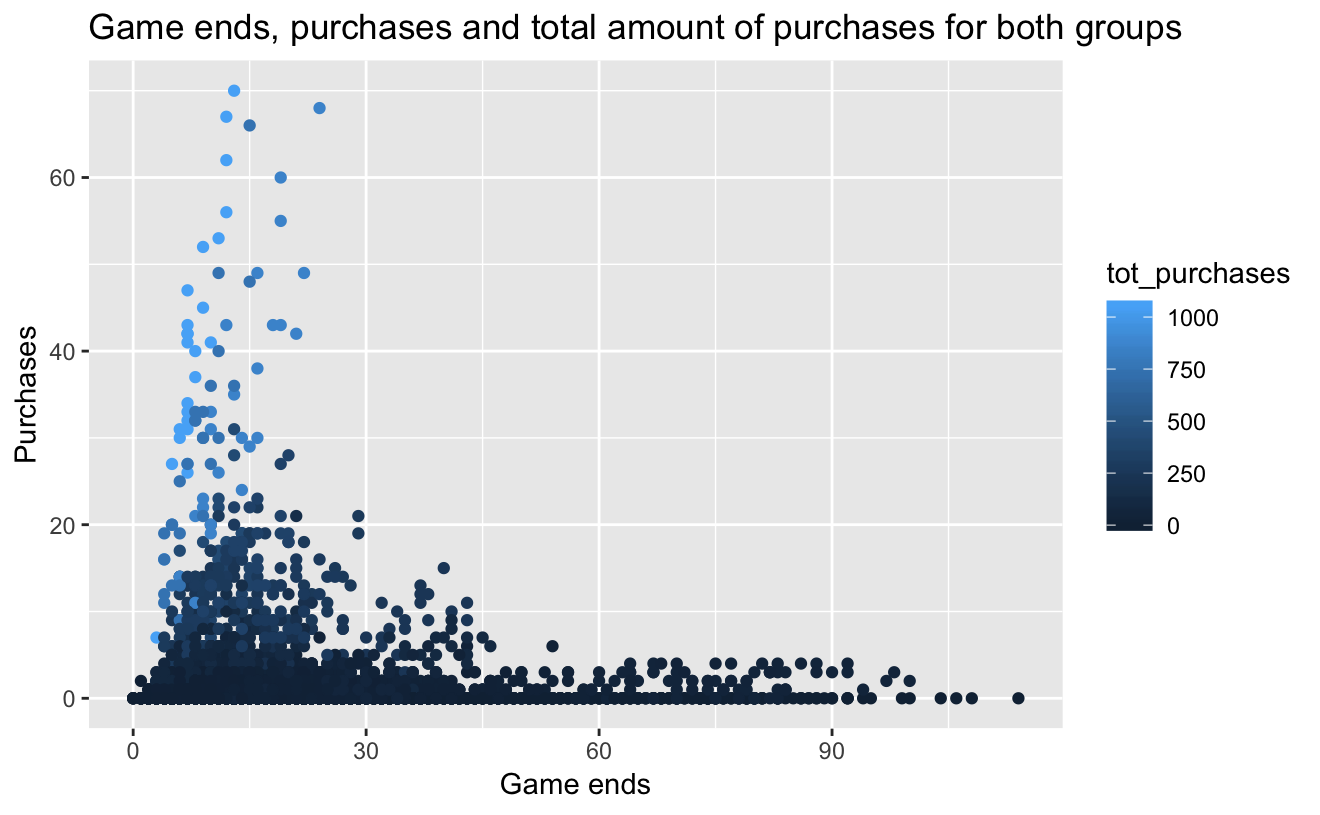 Game ends, purchases and total amount of purchases for both groups
Purchases
60
40
20
0
0 30 60 90
Game ends
tot_purchases
1000
750
500
250
0